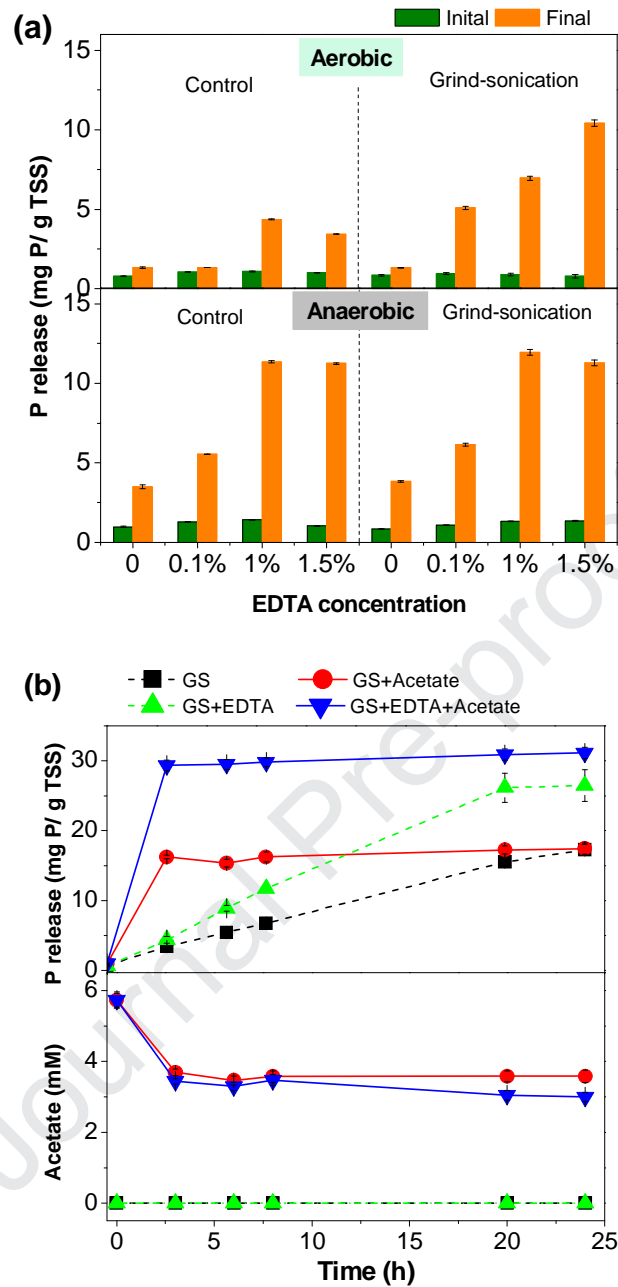 (a)
Inital Final
Aerobic
Control
Grind-sonication
15
10
5
0
Anaerobic
Control
Grind-sonication
15
10
5
0
P release (mg P/ g TSS)
0 0.1% 1% 1.5% 0 0.1% 1% 1.5%
EDTA concentration
(b)
GS GS+Acetate
GS+EDTA GS+EDTA+Acetate
30
20
10
0
P release (mg P/ g TSS)
6
4
2
0
Acetate (mM)
0 5 10 15 20 25
Time (h)
Journal Pre-proo